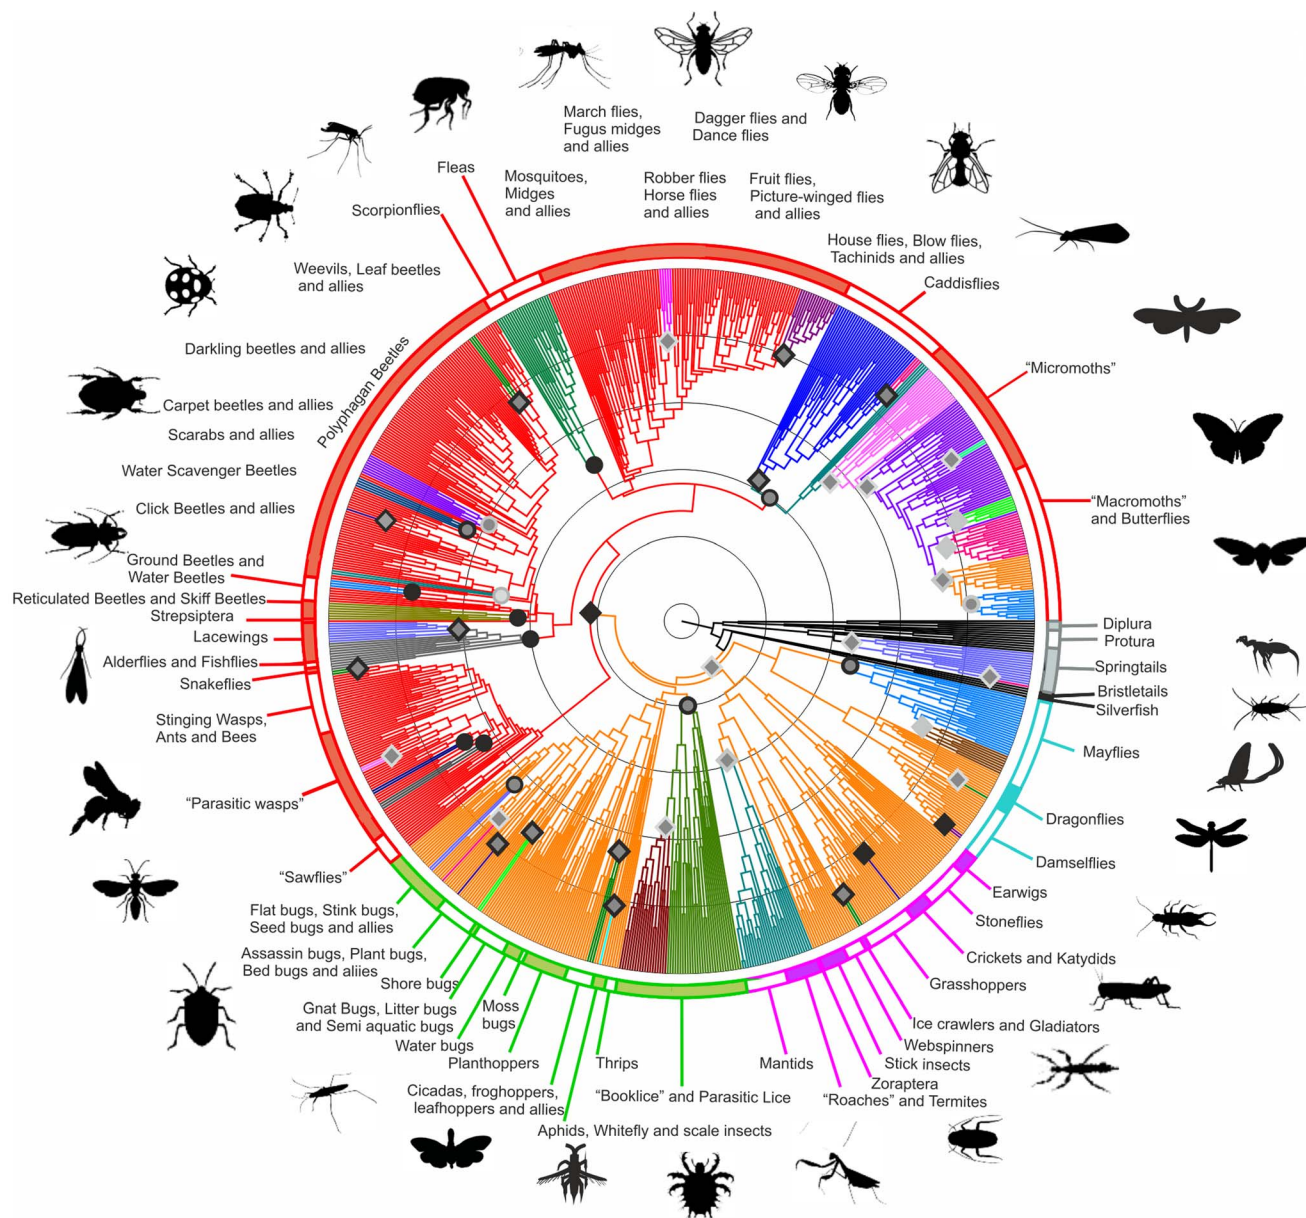 March flies,
Fugus midges
and allies
Dagger flies and
Dance flies
Fleas
Mosquitoes,
Midges
and allies
Robber flies
Horse flies
and allies
Fruit flies,
Picture-winged flies
and allies
Scorpionflies
House flies, Blow flies,
Tachinids and allies
Weevils, Leaf beetles
and allies
Caddisflies
Darkling beetles and allies
Polyphagan Beetles
"Micromoths"
Carpet beetles and allies
Scarabs and allies
Water Scavenger Beetles
Click Beetles and allies
"Macromoths"
and Butterflies
Ground Beetles and
Water Beetles
Reticulated Beetles and Skiff Beetles
Strepsiptera
Lacewings
Alderflies and Fishflies
Snakeflies
Diplura
Protura
Springtails
Bristletails
Silverfish
Stinging Wasps,
Ants and Bees
Mayflies
"Parasitic wasps"
Dragonflies
Damselflies
"Sawflies"
Earwigs
Stoneflies
Flat bugs, Stink bugs,
Seed bugs and allies
Crickets and Katydids
Assassin bugs, Plant bugs,
Bed bugs and aliies
Shore bugs
Grasshoppers
Gnat Bugs, Litter bugs
and Semi aquatic bugs
Moss
bugs
Ice crawlers and Gladiators
Water bugs
Webspinners
Planthoppers
Thrips
Mantids
Stick insects
Zoraptera
Cicadas, froghoppers,
leafhoppers and allies
"Booklice" and Parasitic Lice
"Roaches" and Termites
Aphids, Whitefly and scale insects